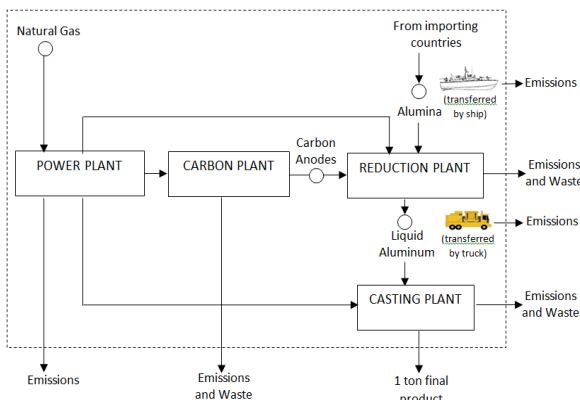 Natural Gas
From importing
countries
Emissions
(transferred
by ship)
Alumina
Carbon
Anodes
POWER PLANT
CARBON PLANT
REDUCTION PLANT
Emissions
and Waste
Emissions
Liquid
Aluminum
(transferred
by truck)
CASTING PLANT
Emissions
and Waste
Emissions
Emissions
and Waste
1 ton final
product